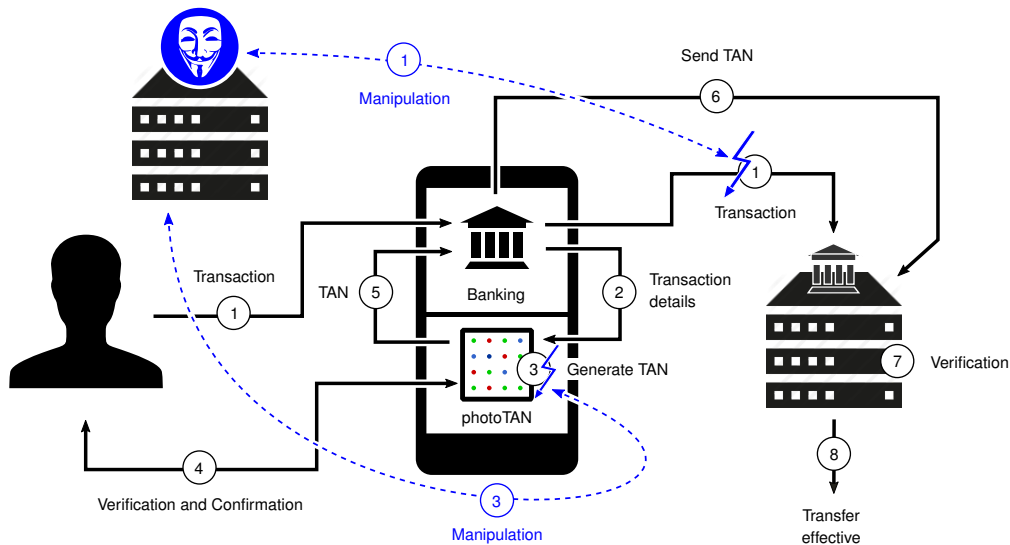 1
Manipulation
Send TAN
6
1
Transaction
Transaction
1
TAN
5
Banking
2
Transaction
details
3
Generate TAN
photoTAN
7
Verification
4
Verification and Confirmation
3
Manipulation
8
Transfer
effective